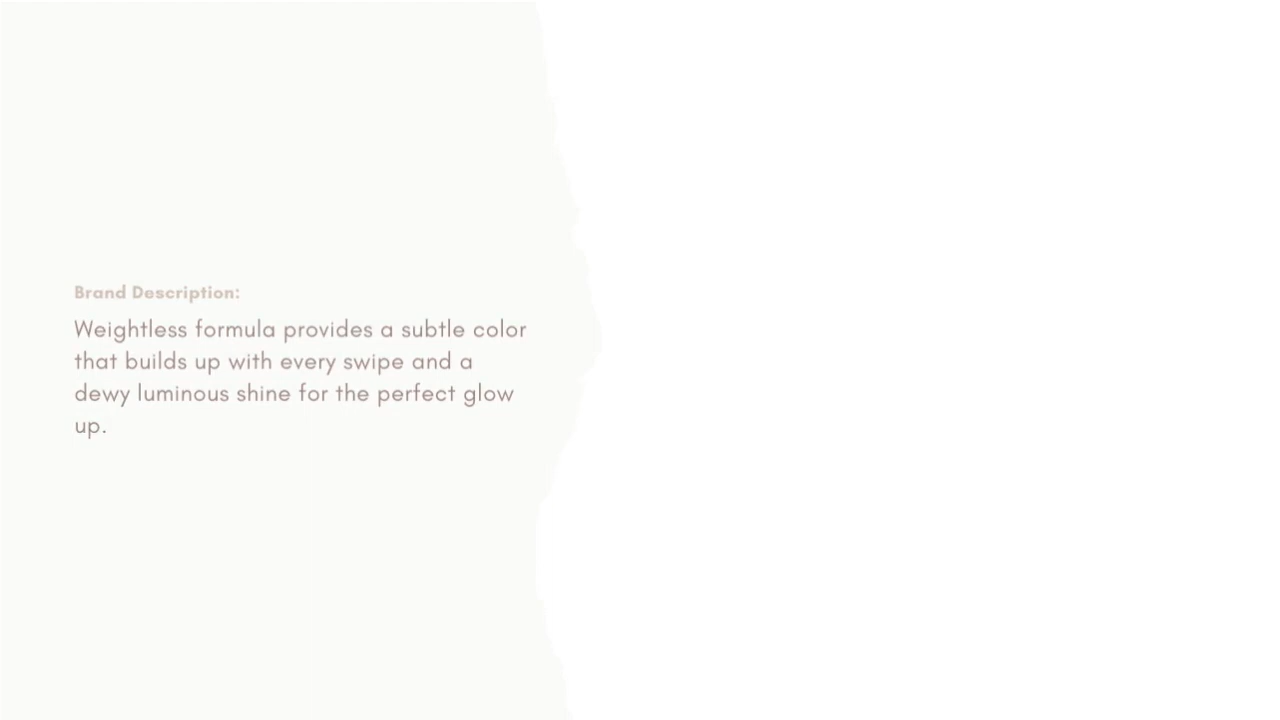 Brand Description:
Weightless formula provides a subtle color
that builds up with every swipe and a
dewy luminous shine for the perfect glow
up.